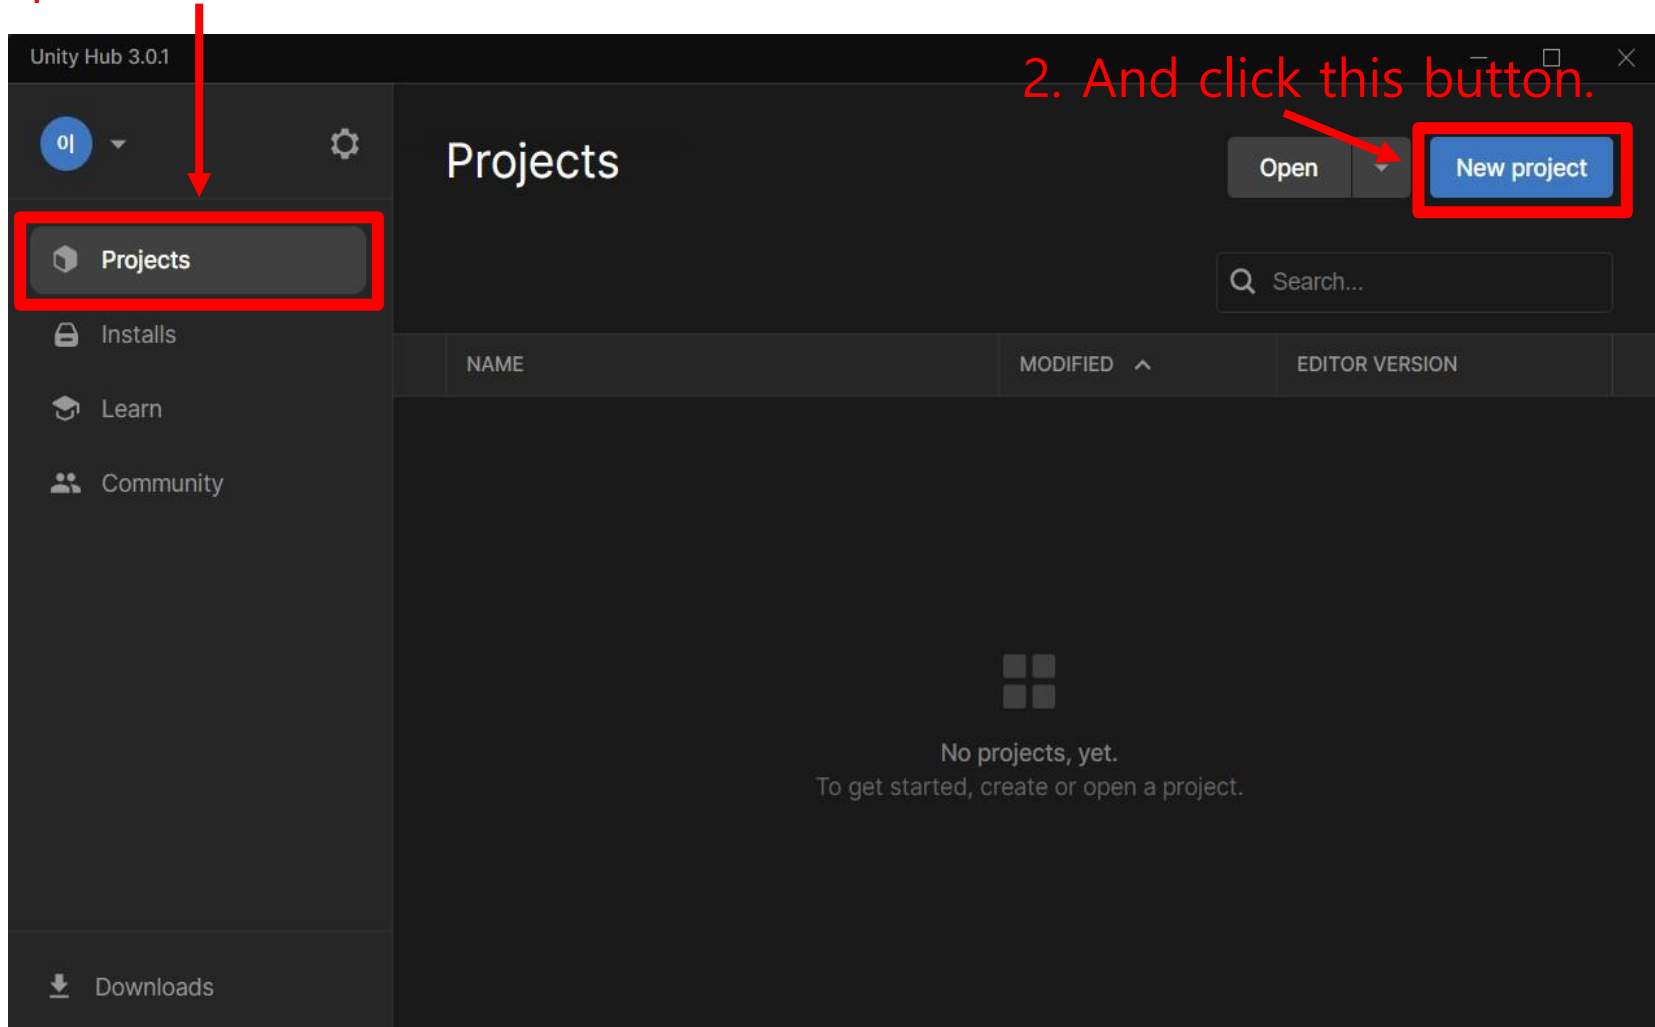 Unity Hub 3.0.1
2. And click this button.
이
Projects
Open
New project
Projects
Search...
Installs
NAME
MODIFIED
EDITOR VERSION
Learn
Community
No projects, yet.
To get started, create or open a project.
Downloads